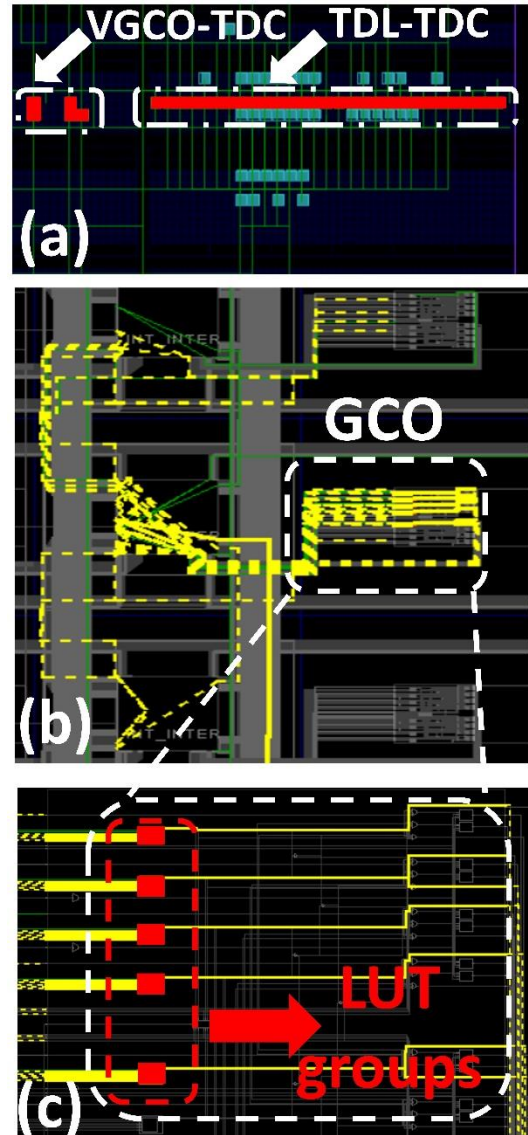 VGCO-TDC
TDL-TDC
(a)
INT_INTER
GCO
(b)
INT_INTER
LUT
groups
(c)